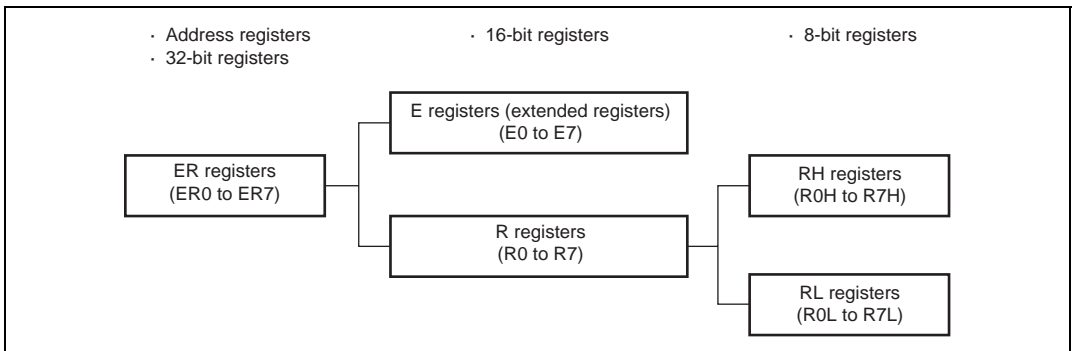 · Address registers
· 32-bit registers
· 16-bit registers
· 8-bit registers
E registers (extended registers)
(E0 to E7)
ER registers
(ER0 to ER7)
RH registers
(R0H to R7H)
R registers
(R0 to R7)
RL registers
(R0L to R7L)